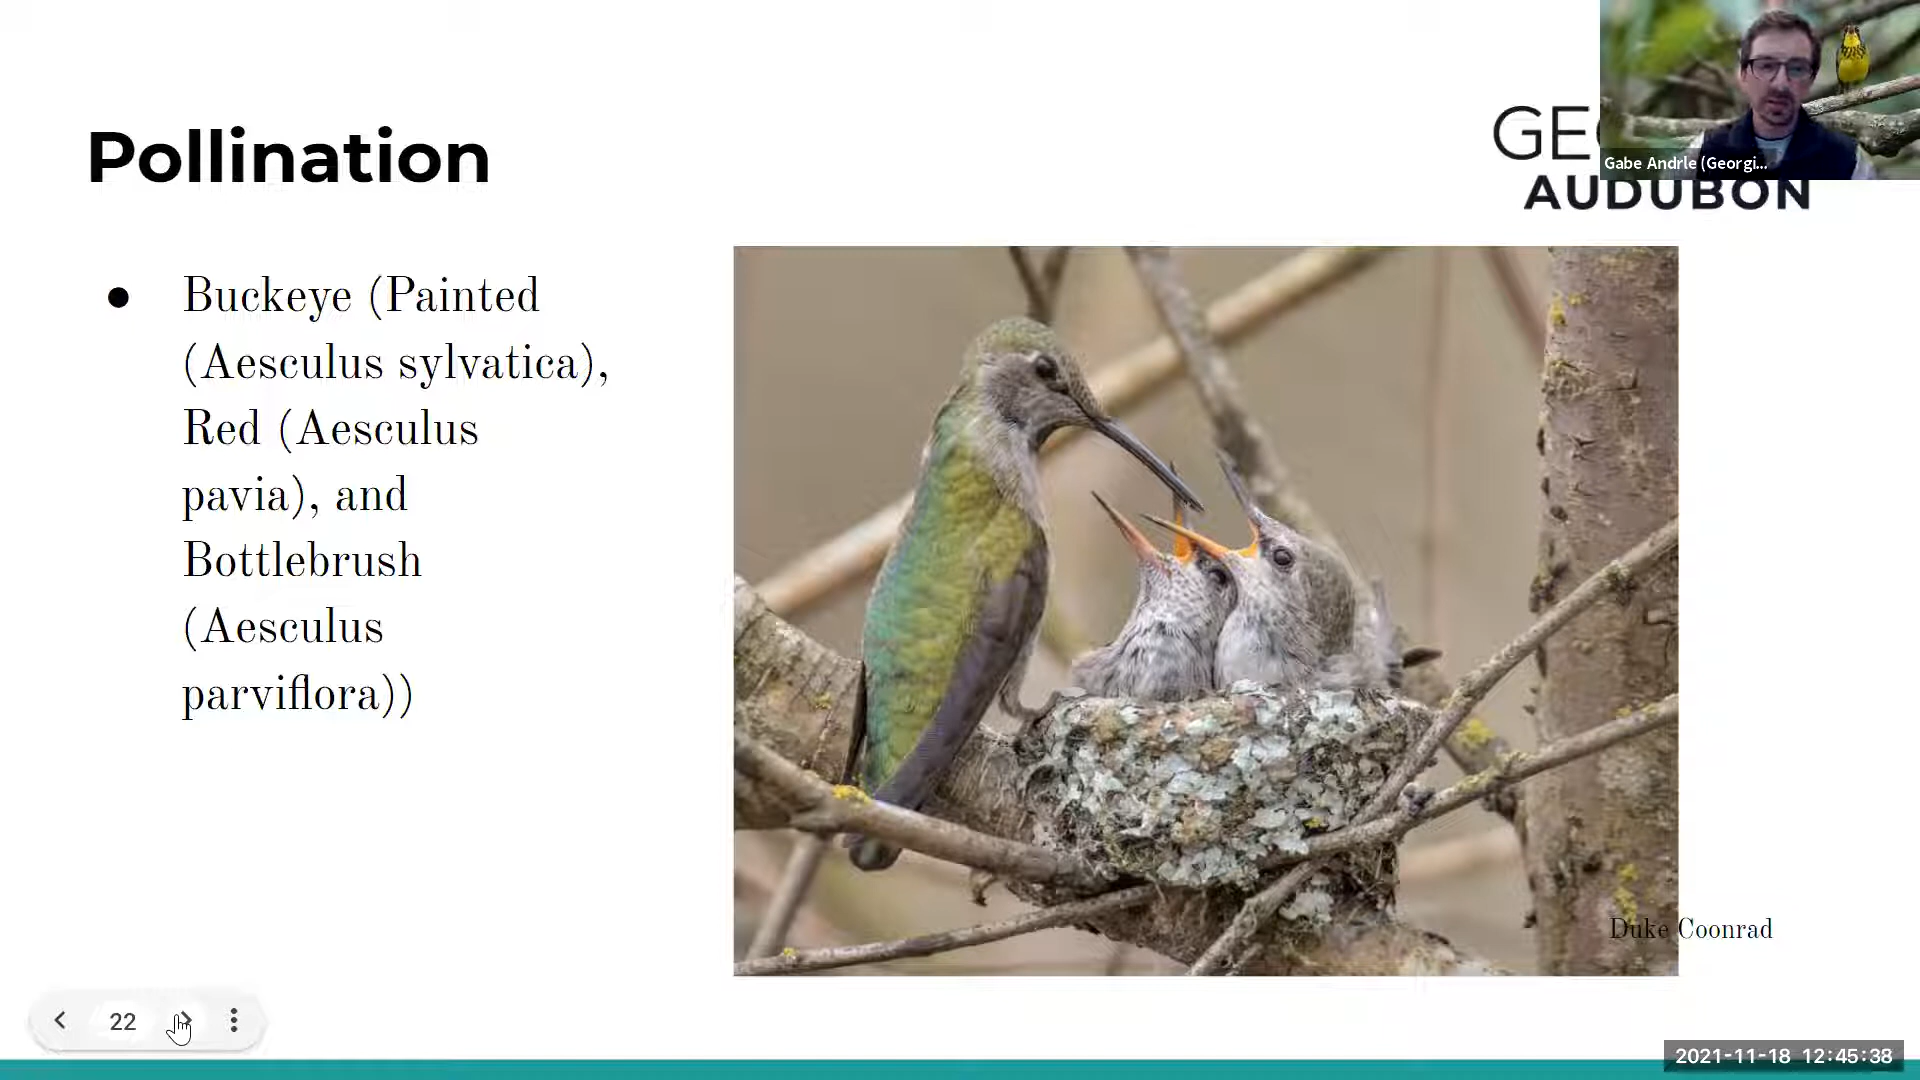 Pollination
GE
AUDUBON
Gabe Andrle (Georgi...
● Buckeye (Painted
(Aesculus sylvatica),
Red (Aesculus
pavia), and
Bottlebrush
(Aesculus
parviflora))
Duke Coonrad
22
2021-11-18 12:45:38